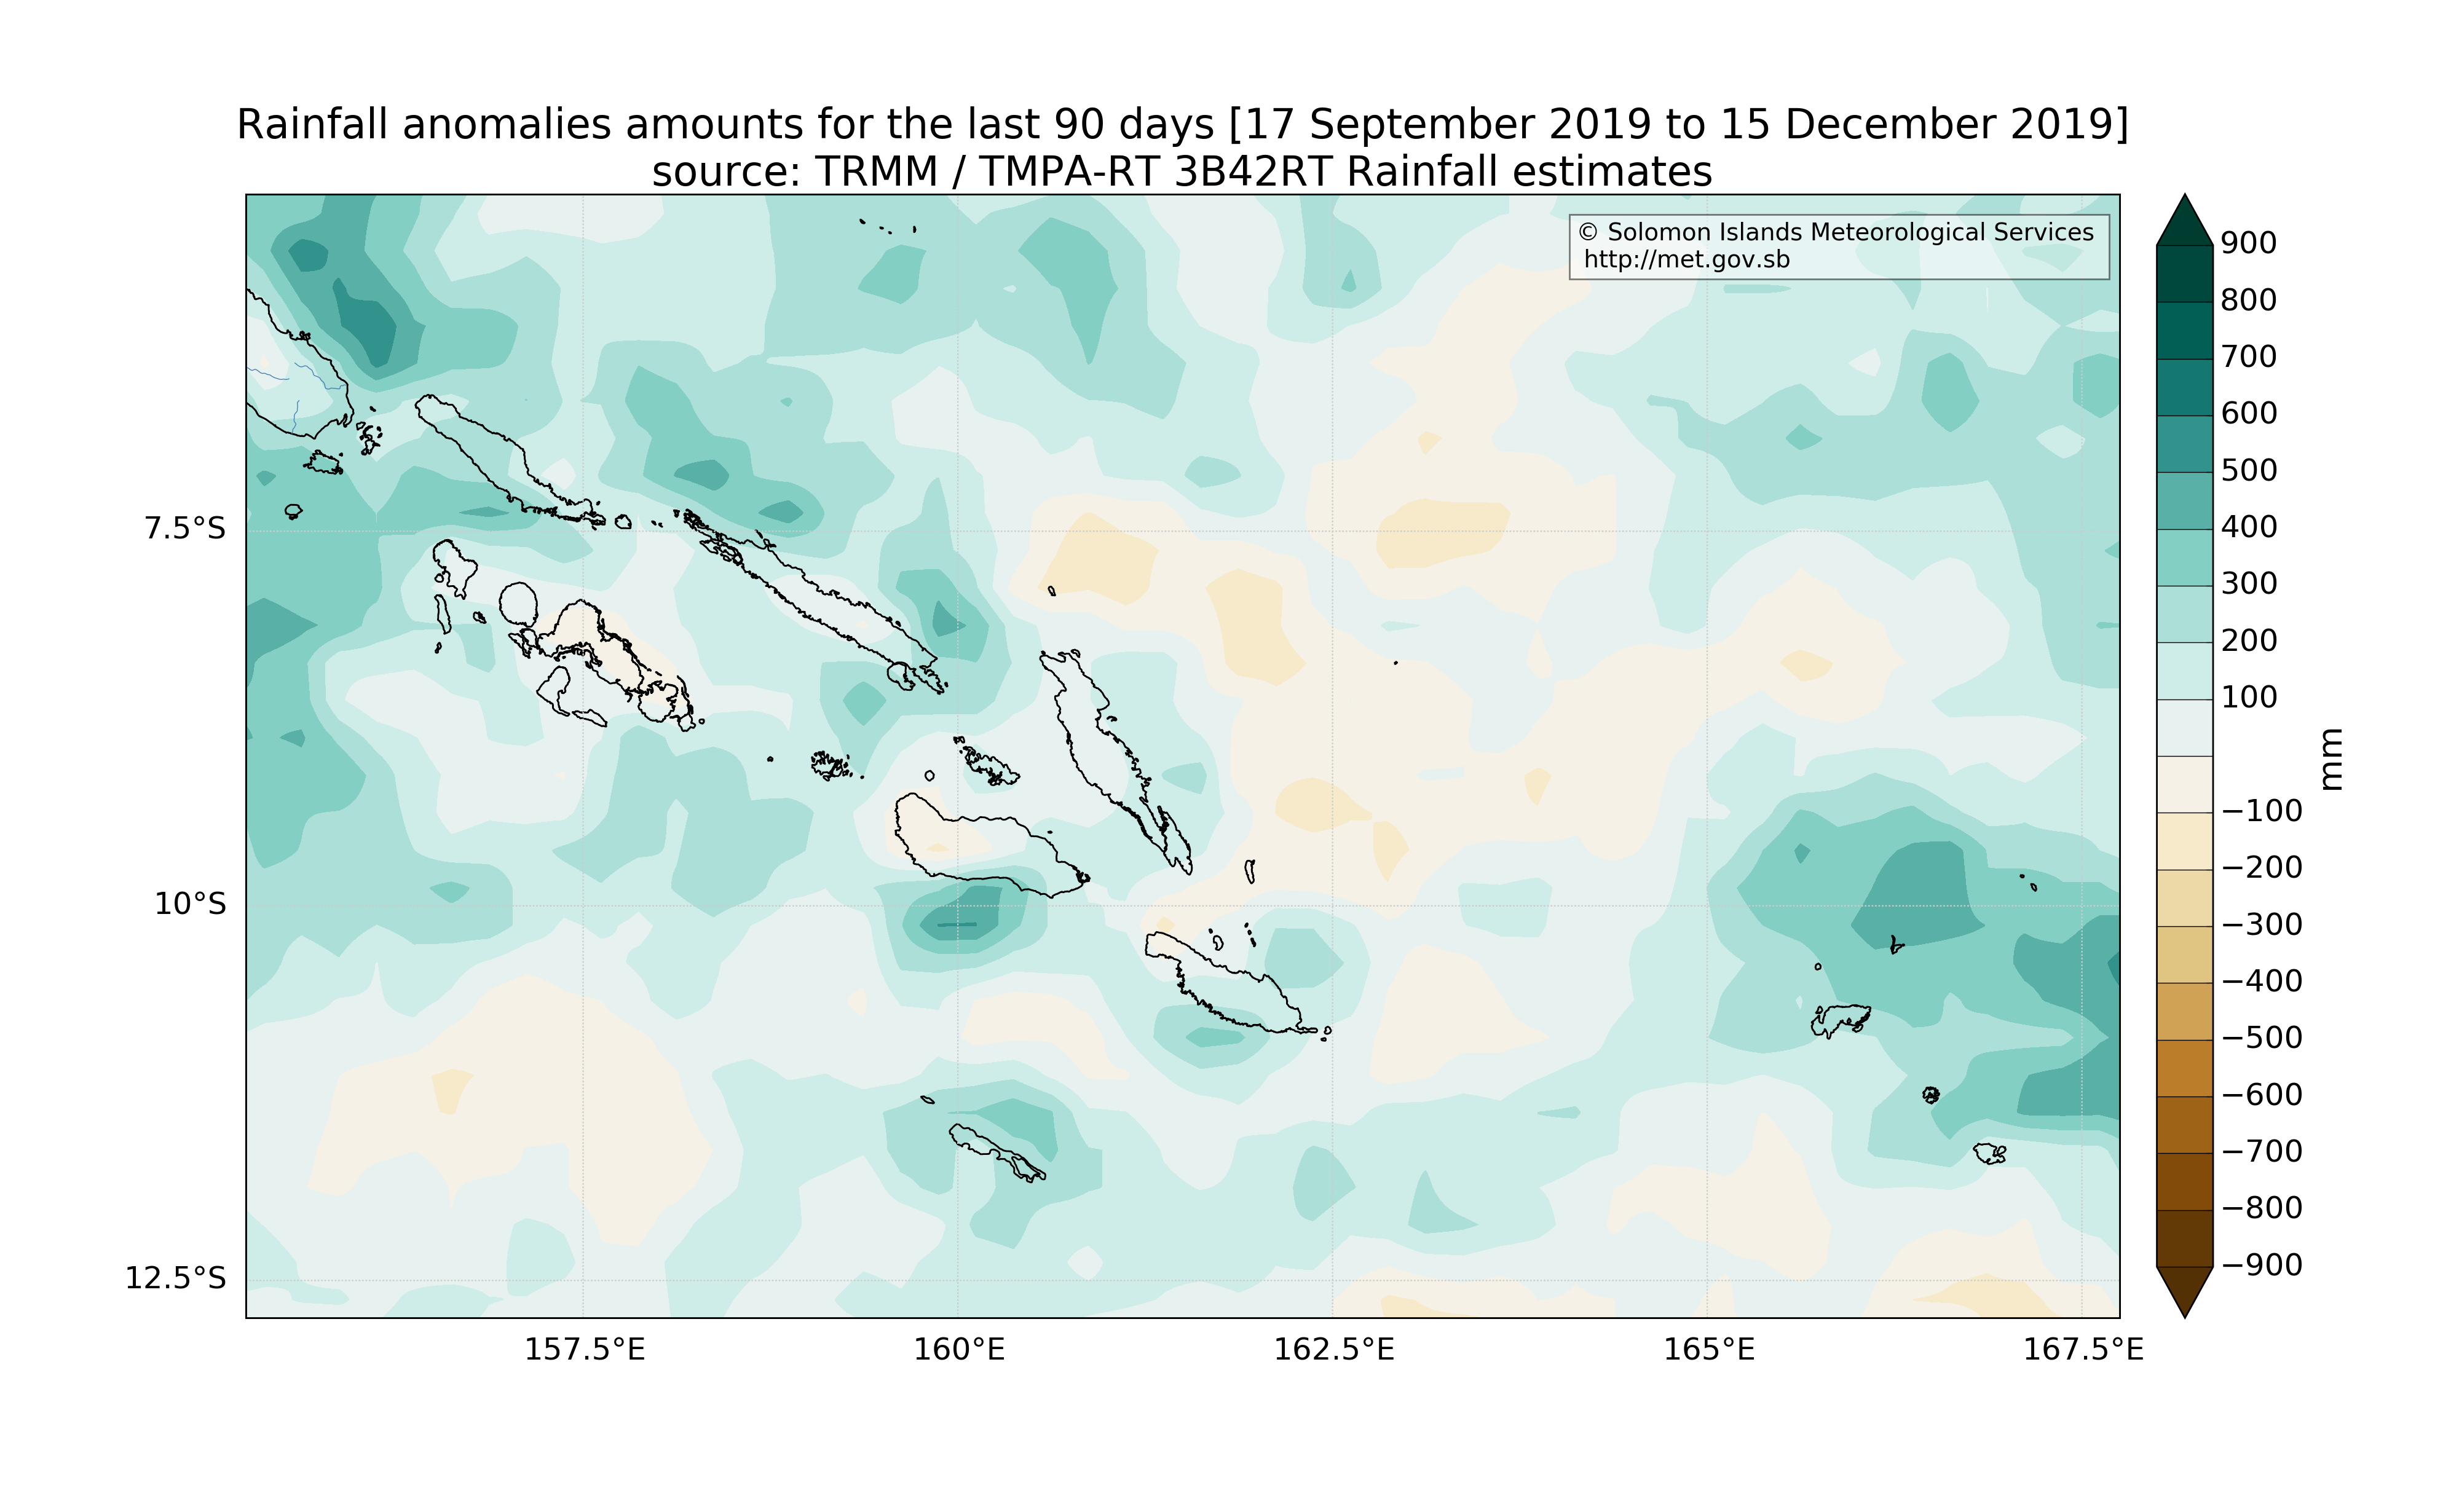 Rainfall anomalies amounts for the last 90 days [17 September 2019 to 15 December 2019]
source: TRMM / TMPA-RT 3B42RT Rainfall estimates
© Solomon Islands Meteorological Services
http://met.gov.sb
7.5°S
10°S
12.5°S
157.5°E
160°E
162.5°E
165°E
167.5°E
900
800
700
600
500
400
300
200
100
−100
−200
−300
−400
−500
−600
−700
−800
−900
mm